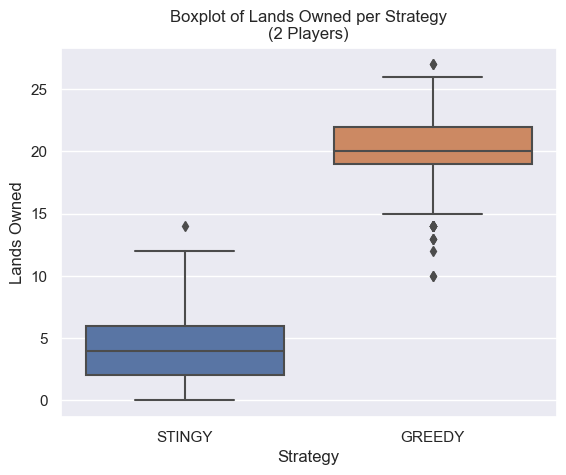 Boxplot of Lands Owned per Strategy
(2 Players)
Lands Owned
25
20
15
10
5
0
STINGY
GREEDY
Strategy